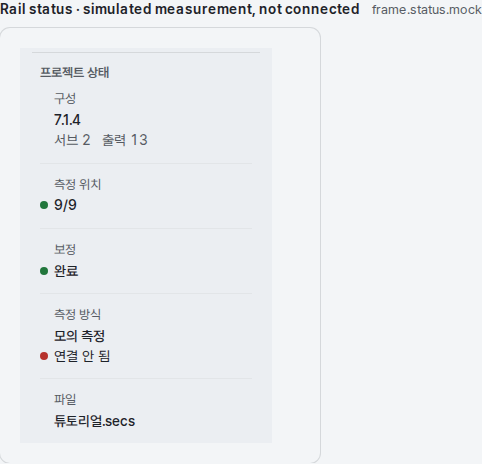 Rail status · simulated measurement, not connected frame.status.mock
프로젝트 상태
구성
7.1.4
서브 2 출력 13
측정 위치
9/9
보정
완료
측정 방식
모의 측정
연결 안 됨
파일
튜토리얼.secs